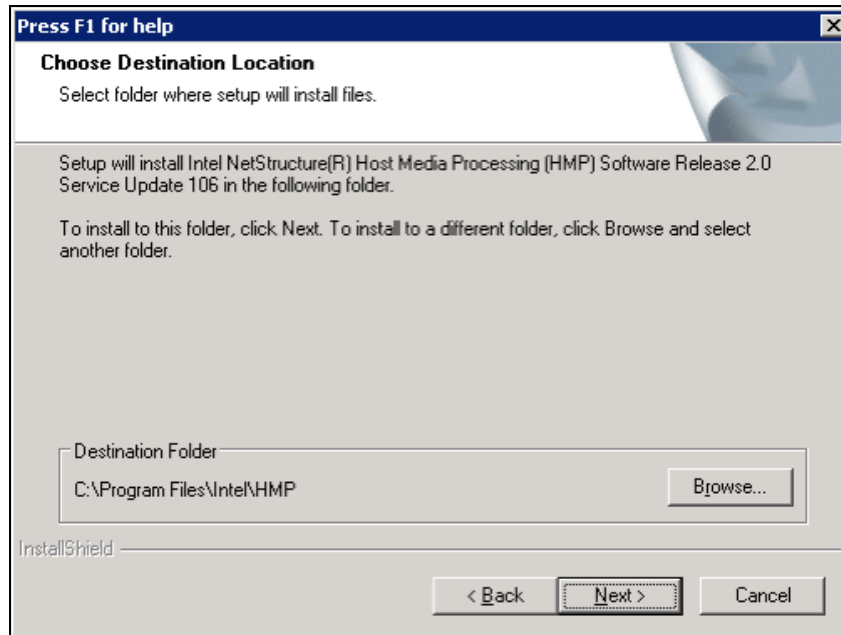 Press F1 for help
Choose Destination Location
Select folder where setup will install files.
Setup will install Intel NetStructure(R) Host Media Processing (HMP) Software Release 2.0
Service Update 106 in the following folder.
To install to this folder, click Next. To install to a different folder, click Browse and select
another folder.
Destination Folder
C:\Program Files\Intel\HMP
Browse...
InstallShield
< Back
Next >
Cancel